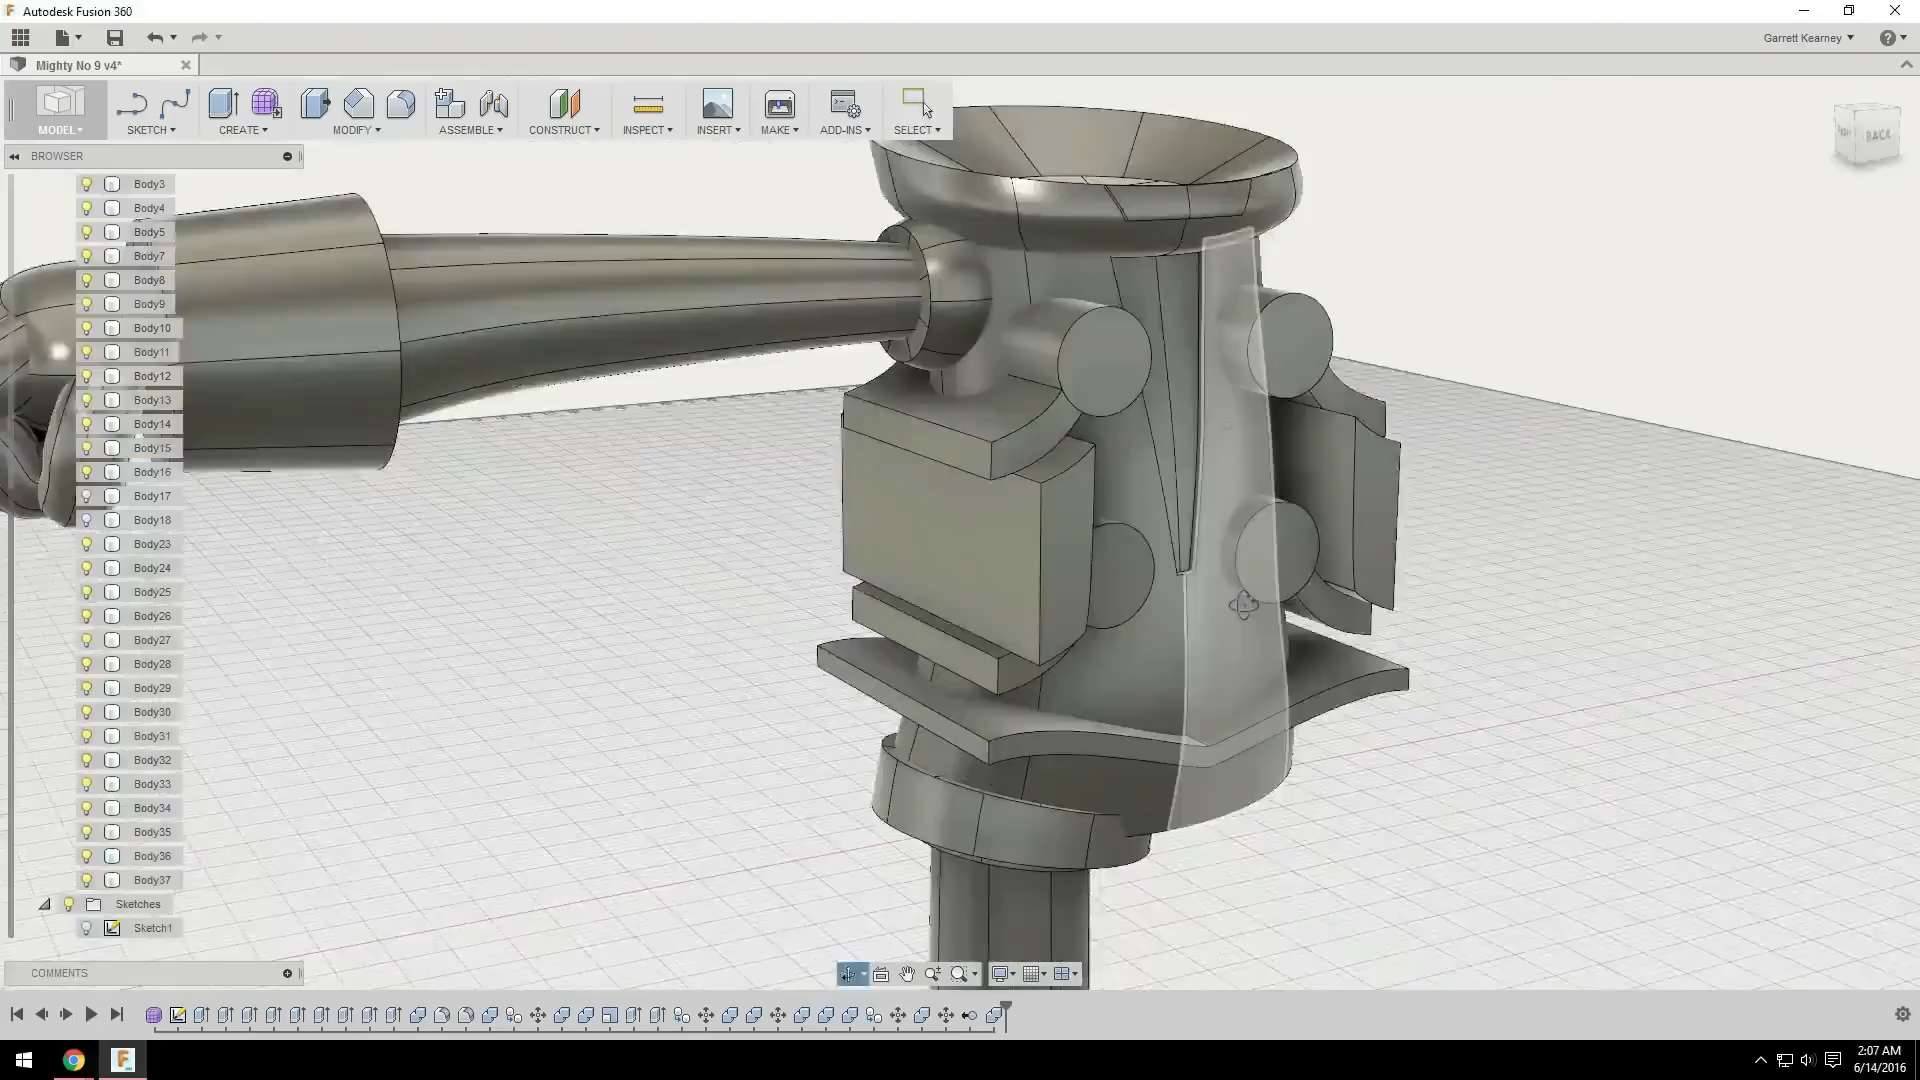 Autodesk Fusion 360
Garrett Kearney
Mighty No 9 v4*
MODEL
SKETCH
CREATE
MODIFY
ASSEMBLE
CONSTRUCT
INSPECT
INSERT
MAKE
ADD-INS
SELECT
BACK
BROWSER
Body3
Body4
Body5
Body7
Body8
Body9
Body10
Body11
Body12
Body13
Body14
Body15
Body16
Body17
Body18
Body23
Body24
Body25
Body26
Body27
Body28
Body29
Body30
Body31
Body32
Body33
Body34
Body35
Body36
Body37
Sketches
Sketch1
COMMENTS
2:07 AM
6/14/2016